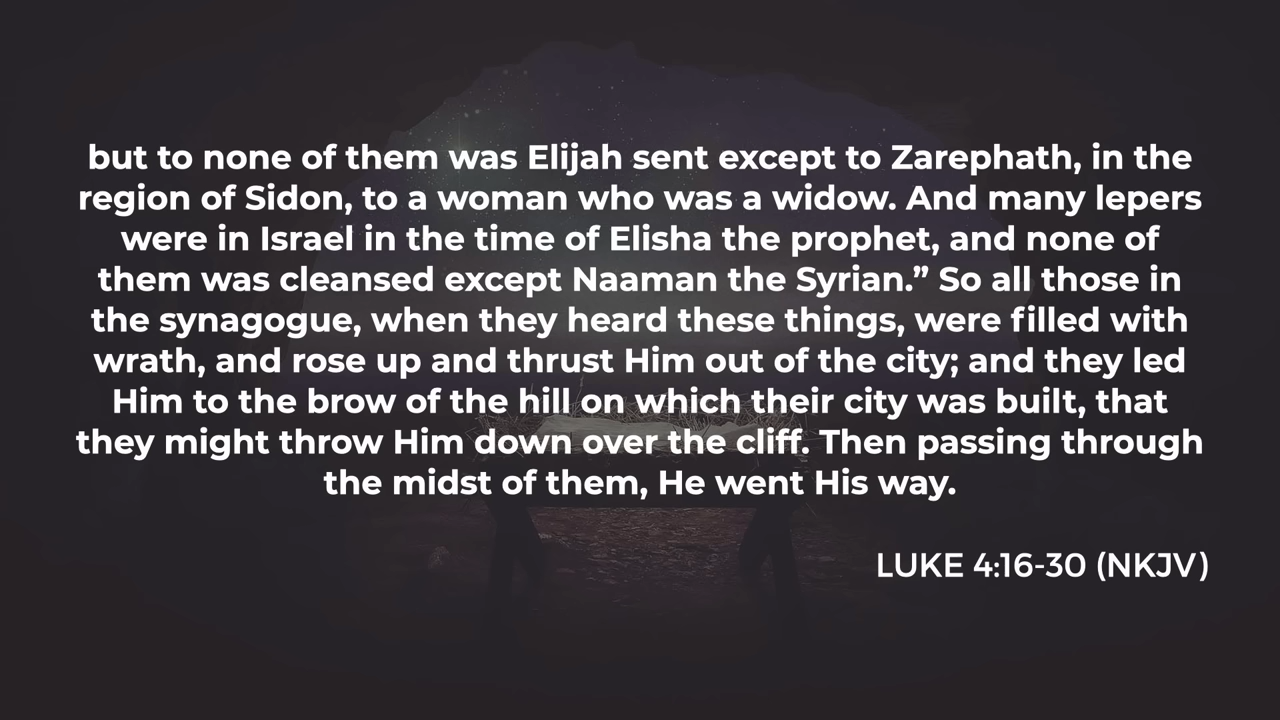 but to none of them was Elijah sent except to Zarephath, in the
region of Sidon, to a woman who was a widow. And many lepers
were in Israel in the time of Elisha the prophet, and none of
them was cleansed except Naaman the Syrian.” So all those in
the synagogue, when they heard these things, were filled with
wrath, and rose up and thrust Him out of the city; and they led
Him to the brow of the hill on which their city was built, that
they might throw Him down over the cliff. Then passing through
the midst of them, He went His way.
LUKE 4:16-30 (NKJV)